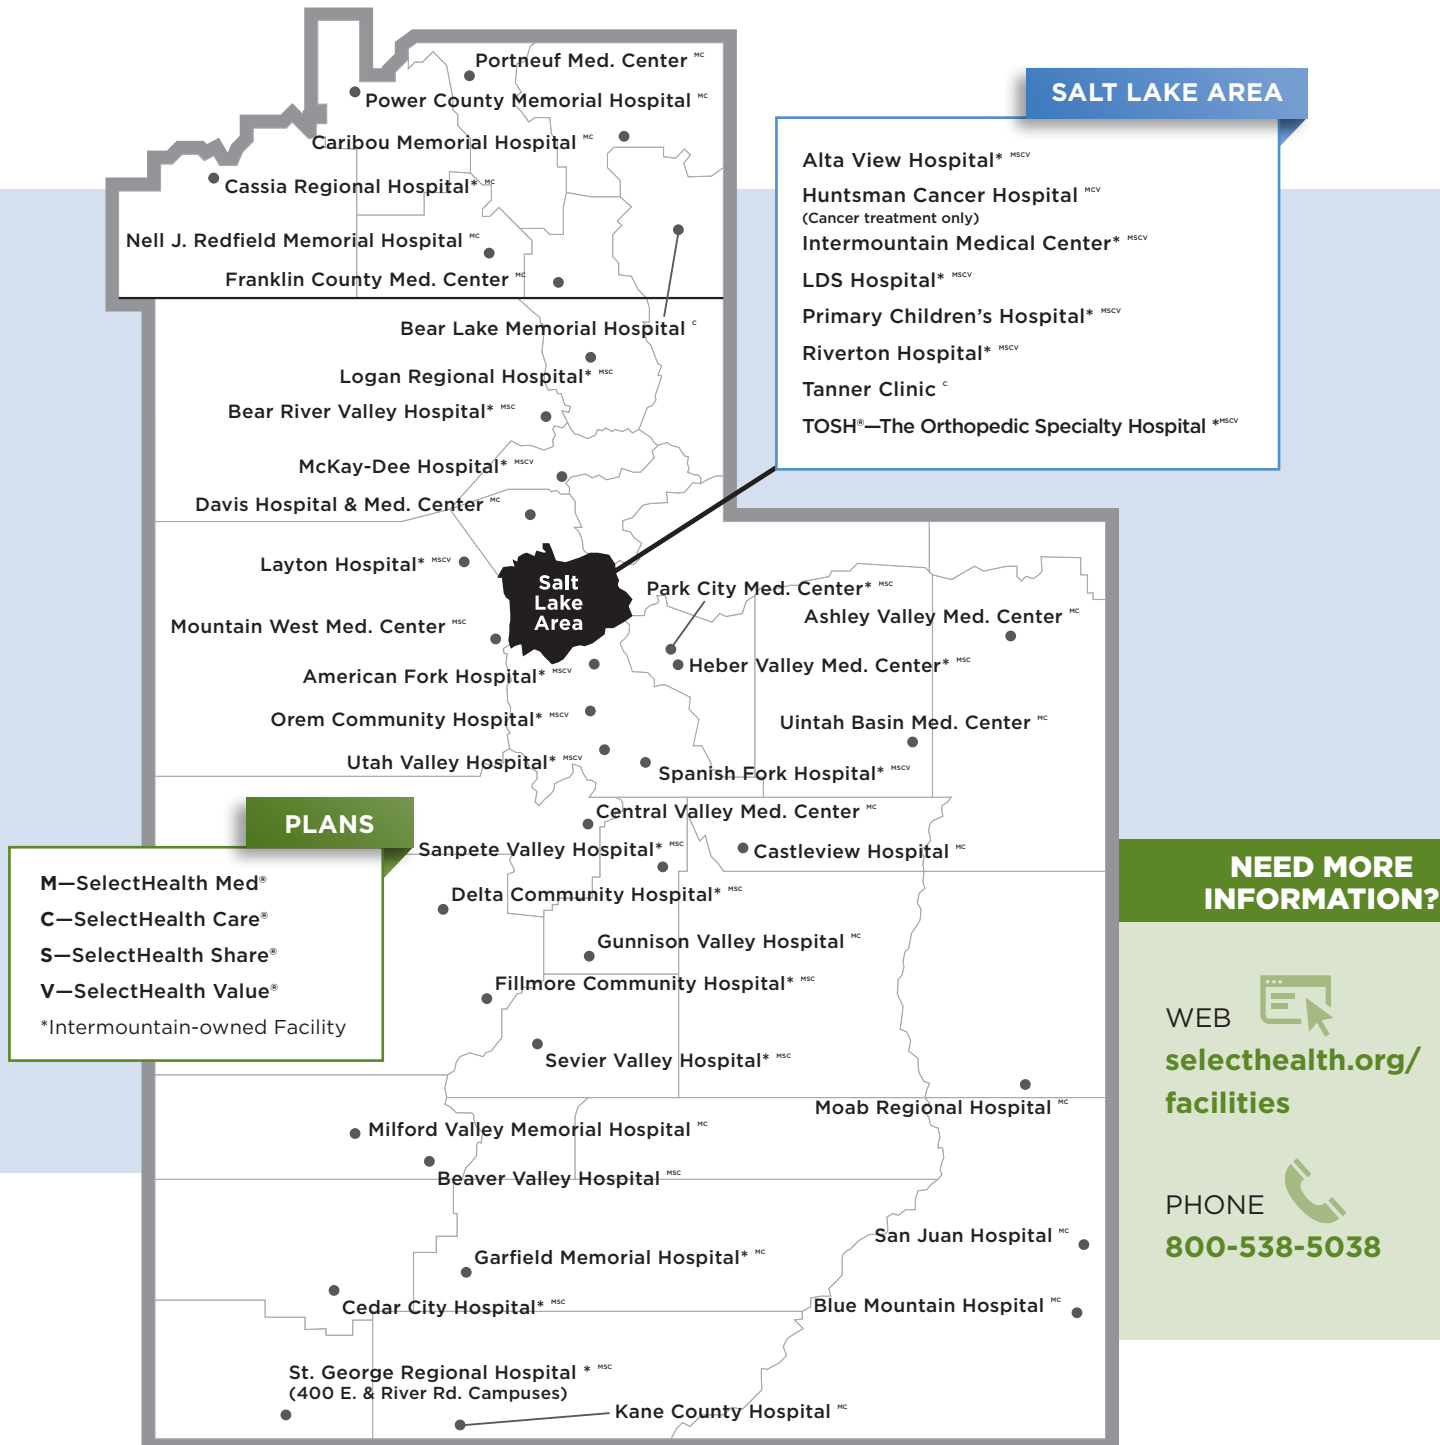 Portneuf Med. Center MC
Power County Memorial Hospital MC
Caribou Memorial Hospital MC
Cassia Regional Hospital* MC
Nell J. Redfield Memorial Hospital MC
Franklin County Med. Center MC
Bear Lake Memorial Hospital C
Logan Regional Hospital* MSC
Bear River Valley Hospital* MSC
McKay-Dee Hospital* MSCV
Davis Hospital & Med. Center MC
Layton Hospital* MSCV
Salt
Lake
Area
Mountain West Med. Center MSC
SALT LAKE AREA
Alta View Hospital* MSCV
Huntsman Cancer Hospital MCV
(Cancer treatment only)
Intermountain Medical Center* MSCV
LDS Hospital* MSCV
Primary Children's Hospital* MSCV
Riverton Hospital* MSCV
Tanner Clinic C
TOSH®—The Orthopedic Specialty Hospital *MSCV
Park City Med. Center* MSC
Ashley Valley Med. Center MC
Heber Valley Med. Center* MSC
American Fork Hospital* MSCV
Orem Community Hospital* MSCV
Uintah Basin Med. Center MC
Utah Valley Hospital* MSCV
Spanish Fork Hospital* MSCV
Central Valley Med. Center MC
Sanpete Valley Hospital* MSC
Castleview Hospital MC
Delta Community Hospital* MSC
Gunnison Valley Hospital MC
Fillmore Community Hospital* MSC
Sevier Valley Hospital* MSC
Moab Regional Hospital MC
Milford Valley Memorial Hospital MC
Beaver Valley Hospital MSC
San Juan Hospital MC
Garfield Memorial Hospital* MC
Cedar City Hospital* MSC
Blue Mountain Hospital MC
St. George Regional Hospital * MSC
(400 E. & River Rd. Campuses)
Kane County Hospital MC
PLANS
M—SelectHealth Med®
C—SelectHealth Care®
S—SelectHealth Share®
V—SelectHealth Value®
*Intermountain-owned Facility
NEED MORE
INFORMATION?
WEB
selecthealth.org/
facilities
PHONE
800-538-5038